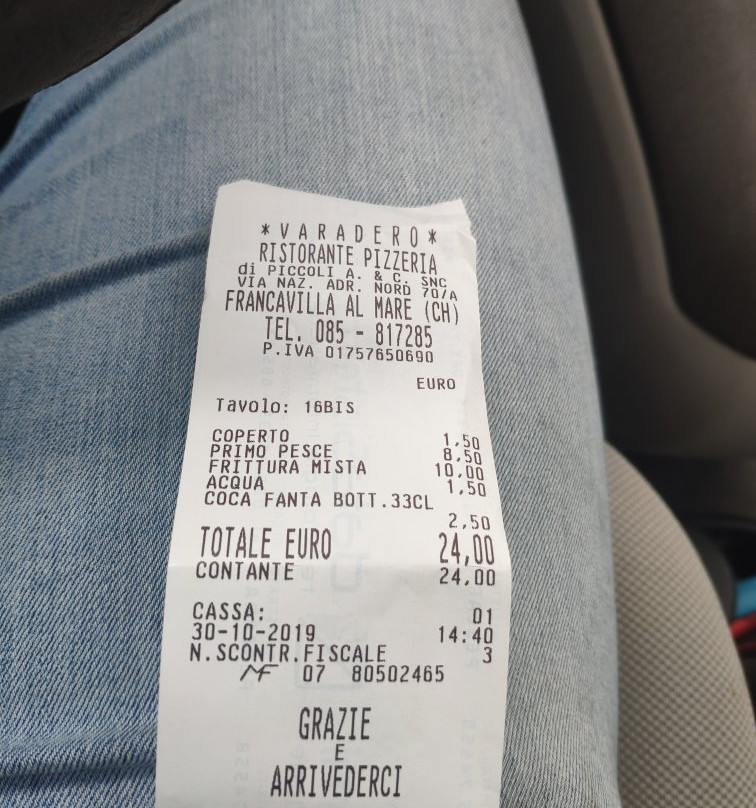 *VARADERO*
RISTORANTE PIZZERIA
di PICCOLI A. & C. SNC
VIA NAZ. ADR. NORD 70/A
FRANCAVILLA AL MARE (CH)
TEL. 085 - 817285
P.IVA 01757650690
EURO
Tavolo: 16BIS
COPERTO 1,50
PRIMO PESCE 8,50
FRITTURA MISTA 10,00
ACQUA 1,50
COCA FANTA BOTT.33CL
2,50
TOTALE EURO 24,00
CONTANTE 24,00
CASSA: 01
30-10-2019 14:40
N.SCONTR.FISCALE 3
MF 07 80502465
GRAZIE
E
ARRIVEDERCI